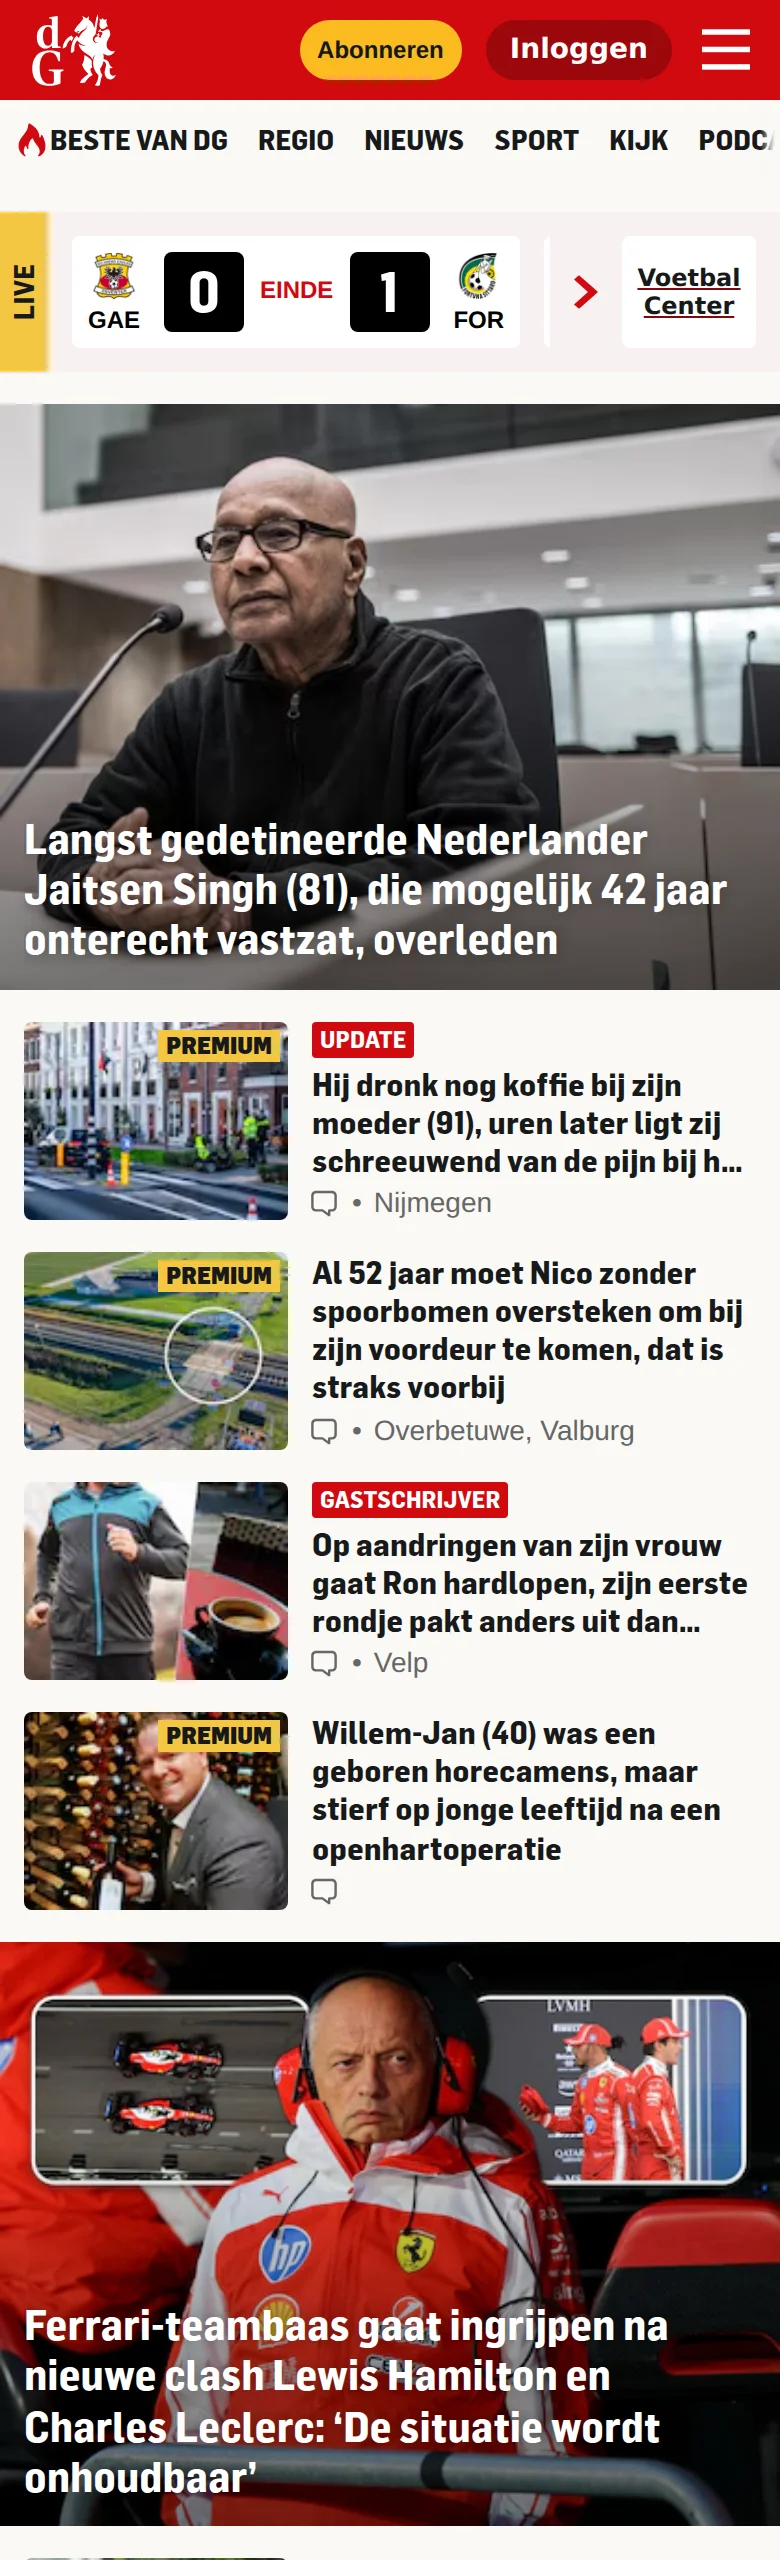 dG
Abonneren
Inloggen
BESTE VAN DG REGIO NIEUWS SPORT KIJK PODCA
LIVE
GAE
0
EINDE
1
FOR
Voetbal
Center
Langst gedetineerde Nederlander
Jaitsen Singh (81), die mogelijk 42 jaar
onterecht vastzat, overleden
PREMIUM
UPDATE
Hij dronk nog koffie bij zijn
moeder (91), uren later ligt zij
schreeuwend van de pijn bij h...
• Nijmegen
PREMIUM
Al 52 jaar moet Nico zonder
spoorbomen oversteken om bij
zijn voordeur te komen, dat is
straks voorbij
• Overbetuwe, Valburg
GASTSCHRIJVER
Op aandringen van zijn vrouw
gaat Ron hardlopen, zijn eerste
rondje pakt anders uit dan...
• Velp
PREMIUM
Willem-Jan (40) was een
geboren horecamens, maar
stierf op jonge leeftijd na een
openhartoperatie
LVMH
QATAR
hp
Ferrari-teambaas gaat ingrijpen na
nieuwe clash Lewis Hamilton en
Charles Leclerc: ‘De situatie wordt
onhoudbaar’